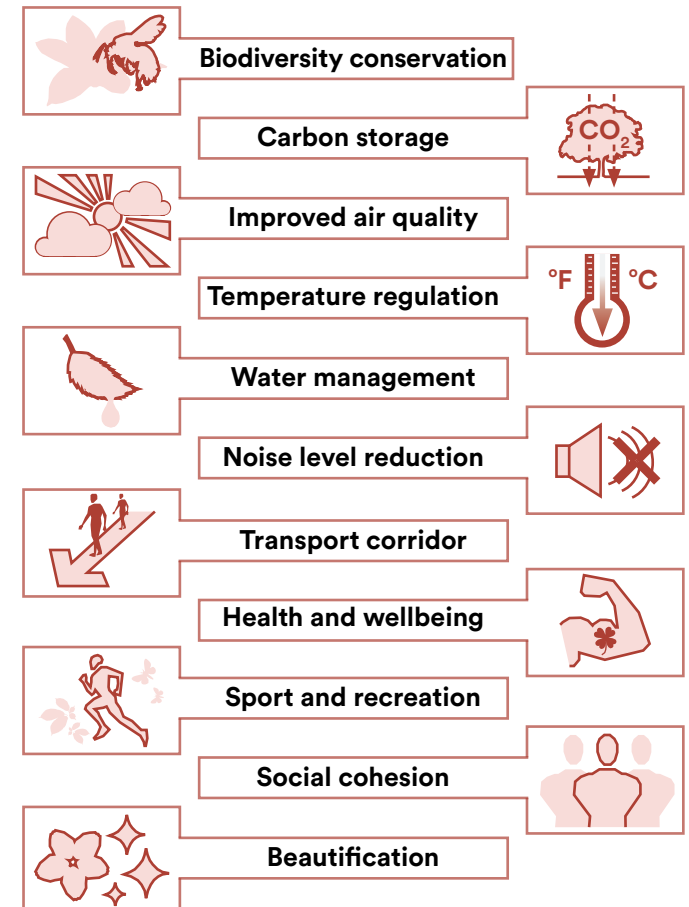 Biodiversity conservation
Carbon storage
CO2
Improved air quality
Temperature regulation
°F °C
Water management
Noise level reduction
Transport corridor
Health and wellbeing
Sport and recreation
Social cohesion
Beautification